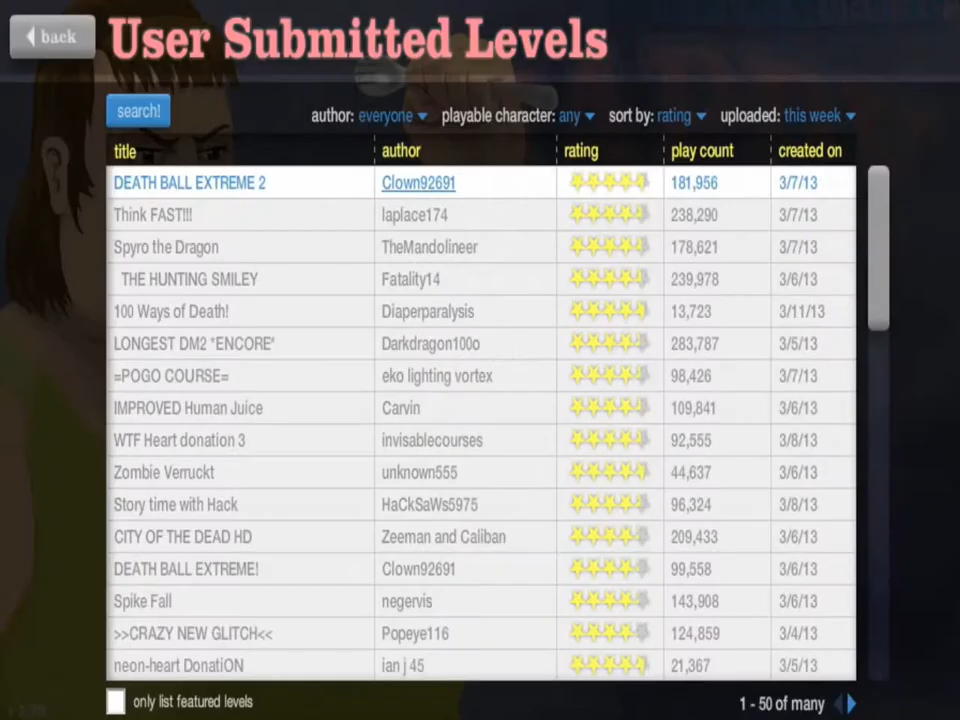 back
User Submitted Levels
search!
author: everyone playable character: any sort by: rating uploaded: this week
title author rating play count created on
DEATH BALL EXTREME 2 Clown92691 181,956 3/7/13
Think FAST!!! laplace174 238,290 3/7/13
Spyro the Dragon TheMandolineer 178,621 3/7/13
THE HUNTING SMILEY Fatality14 239,978 3/6/13
100 Ways of Death! Diaperparalysis 13,723 3/11/13
LONGEST DM2 "ENCORE" Darkdragon100o 283,787 3/5/13
=POGO COURSE= eko lighting vortex 98,426 3/7/13
IMPROVED Human Juice Carvin 109,841 3/6/13
WTF Heart donation 3 invisablecourses 92,555 3/8/13
Zombie Verruckt unknown555 44,637 3/6/13
Story time with Hack HaCkSaWs5975 96,324 3/8/13
CITY OF THE DEAD HD Zeeman and Caliban 209,433 3/6/13
DEATH BALL EXTREME! Clown92691 99,558 3/6/13
Spike Fall negervis 143,908 3/6/13
>>CRAZY NEW GLITCH<< Popeye116 124,859 3/4/13
neon-heart DonatiON ian j 45 21,367 3/5/13
only list featured levels 1 - 50 of many